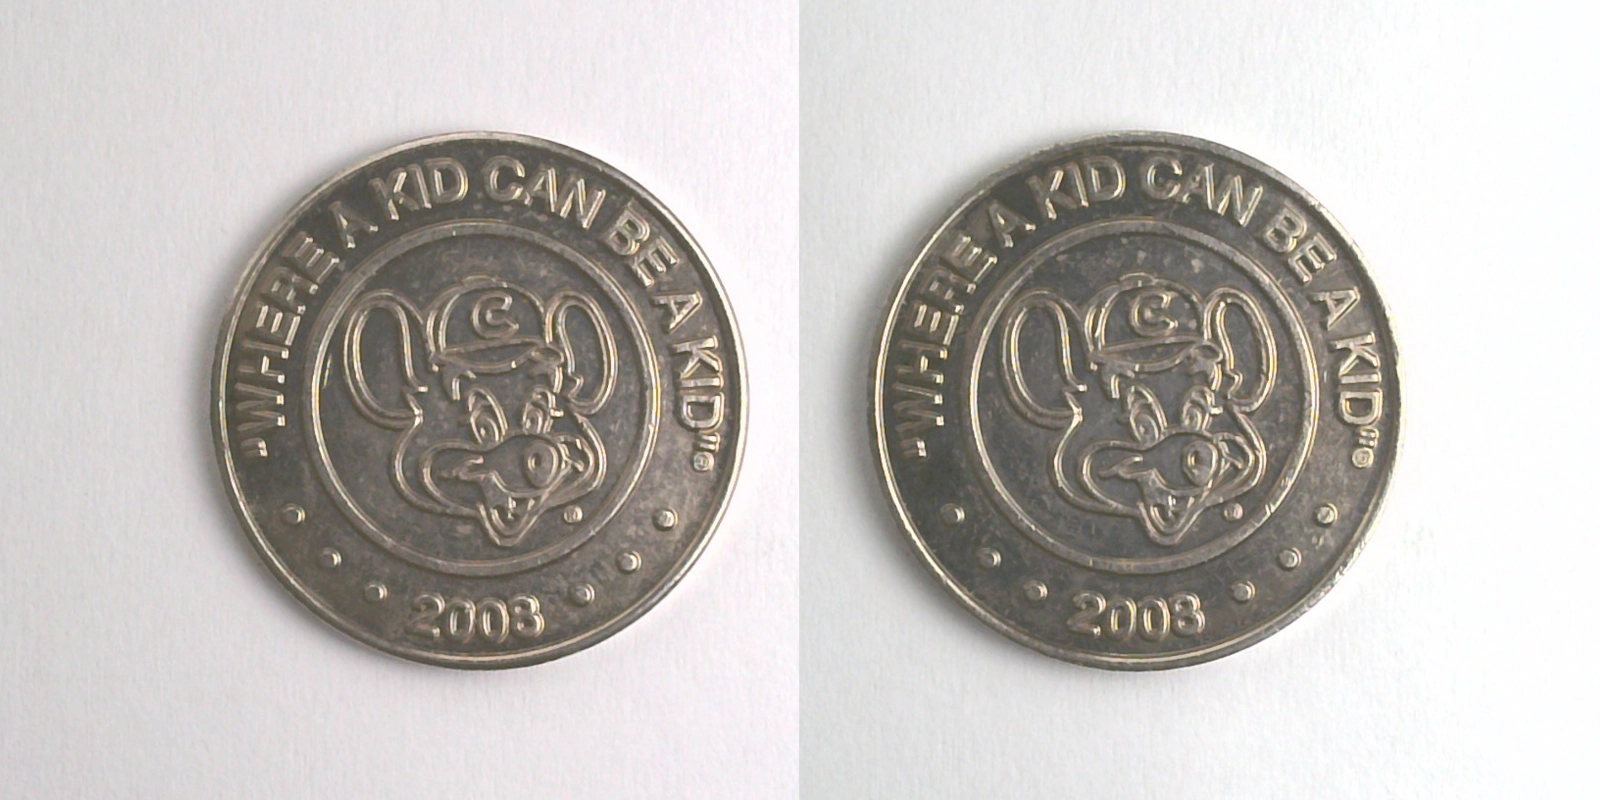 "WHERE A KID CAN BE A KID"®
C
2008
"WHERE A KID CAN BE A KID"®
C
2008